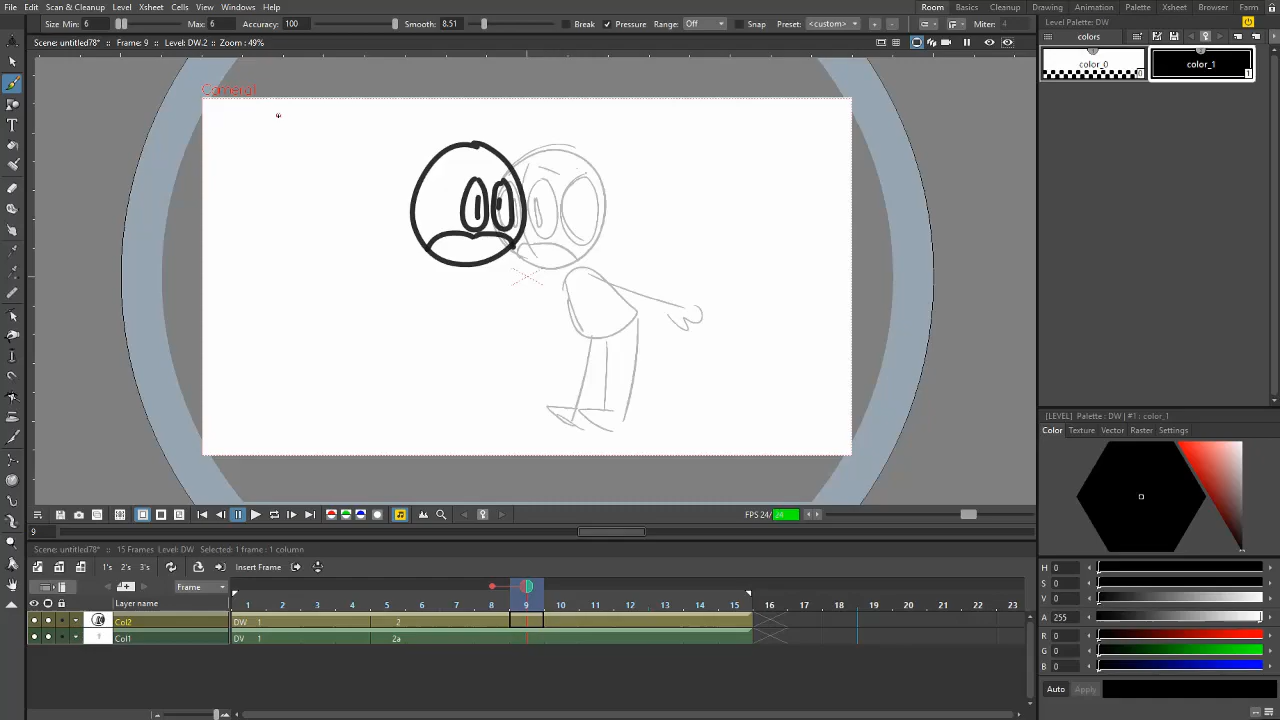 File Edit Scan Level Xsheet Cells View Windows Help
Room Basics Cleanup Drawing Animation Palette Xsheet Browser Farm
Size: Min: 6 Max: 6 Accuracy: 100 Smooth: 8.51 Break Pressure Range: Off Snap Preset: <custom> + - Miter: 4
Level Palette: DW
Scene: untitled78* : Frame: 9 : Level: DW.2 : Zoom : 49%
colors
color_0 0
color_1 1
Camera1
[LEVEL] Palette : DW | #1 : color_1
Color Texture Vector Raster Settings
FPS 24/24
9
Scene: untitled78* : 15 Frames : Level: DW Selected: 1 frame : 1 column
1's 2's 3's Insert Frame
Frame
1 2 3 4 5 6 7 8 9 10 11 12 13 14 15 16 17 18 19 20 21 22 23
Layer name
Col2 DW 1 2
Col1 DV 1 2a
H 0
S 0
V 0
A 255
R 0
G 0
B 0
Auto Apply